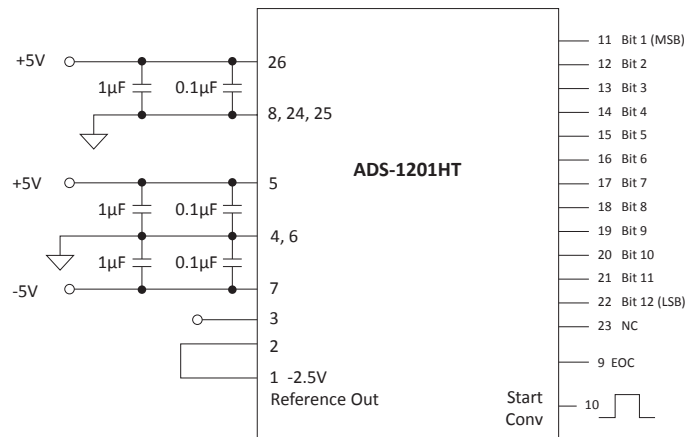 +5V
1µF
0.1µF
26
8, 24, 25
+5V
1µF
0.1µF
5
4, 6
1µF
0.1µF
-5V
7
3
2
1 -2.5V
Reference Out
ADS-1201HT
Start
Conv
11 Bit 1 (MSB)
12 Bit 2
13 Bit 3
14 Bit 4
15 Bit 5
16 Bit 6
17 Bit 7
18 Bit 8
19 Bit 9
20 Bit 10
21 Bit 11
22 Bit 12 (LSB)
23 NC
9 EOC
10